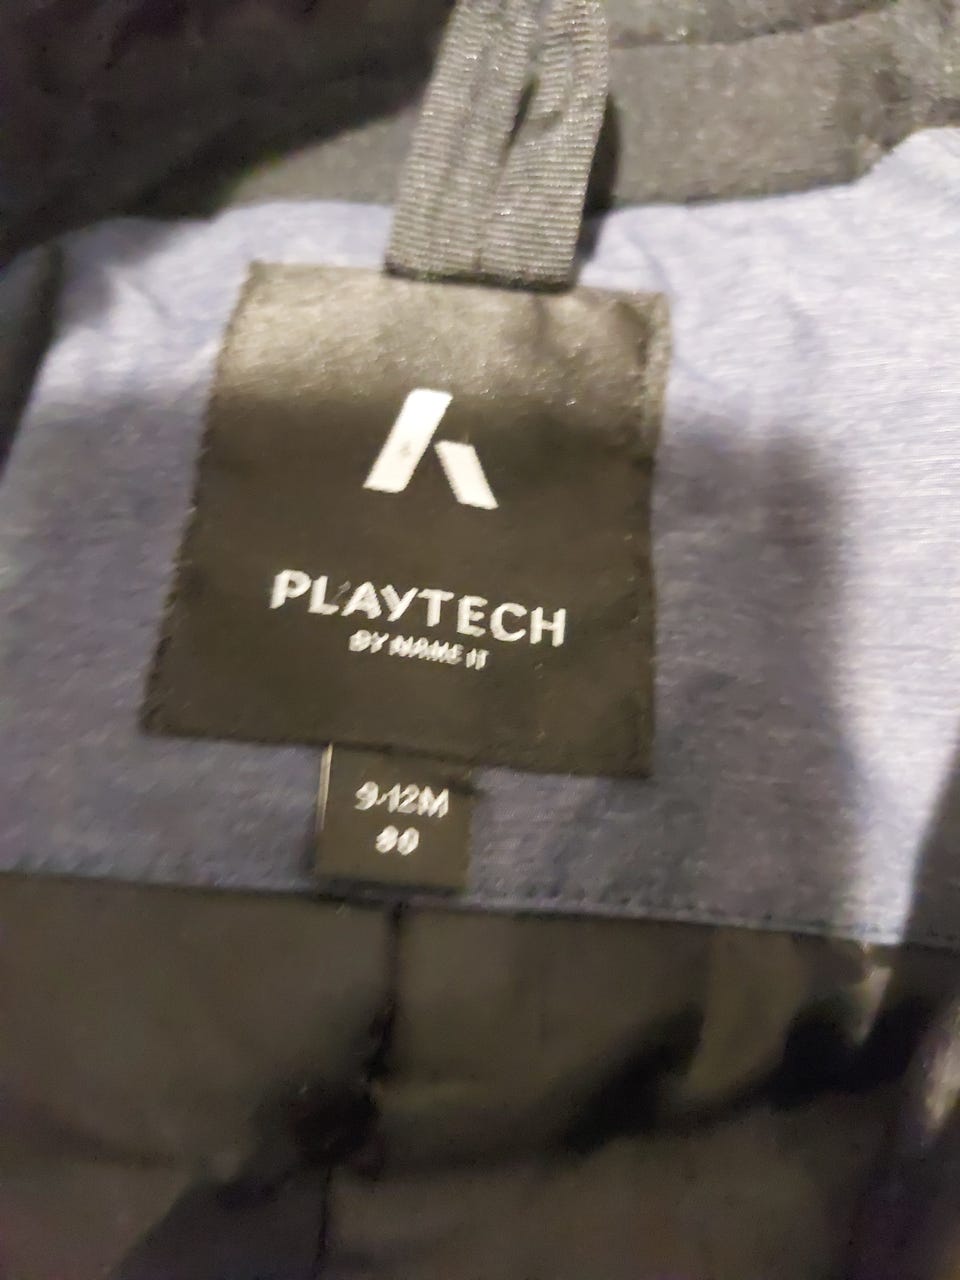 PLAYTECH
BY NAME IT
9-12M
80